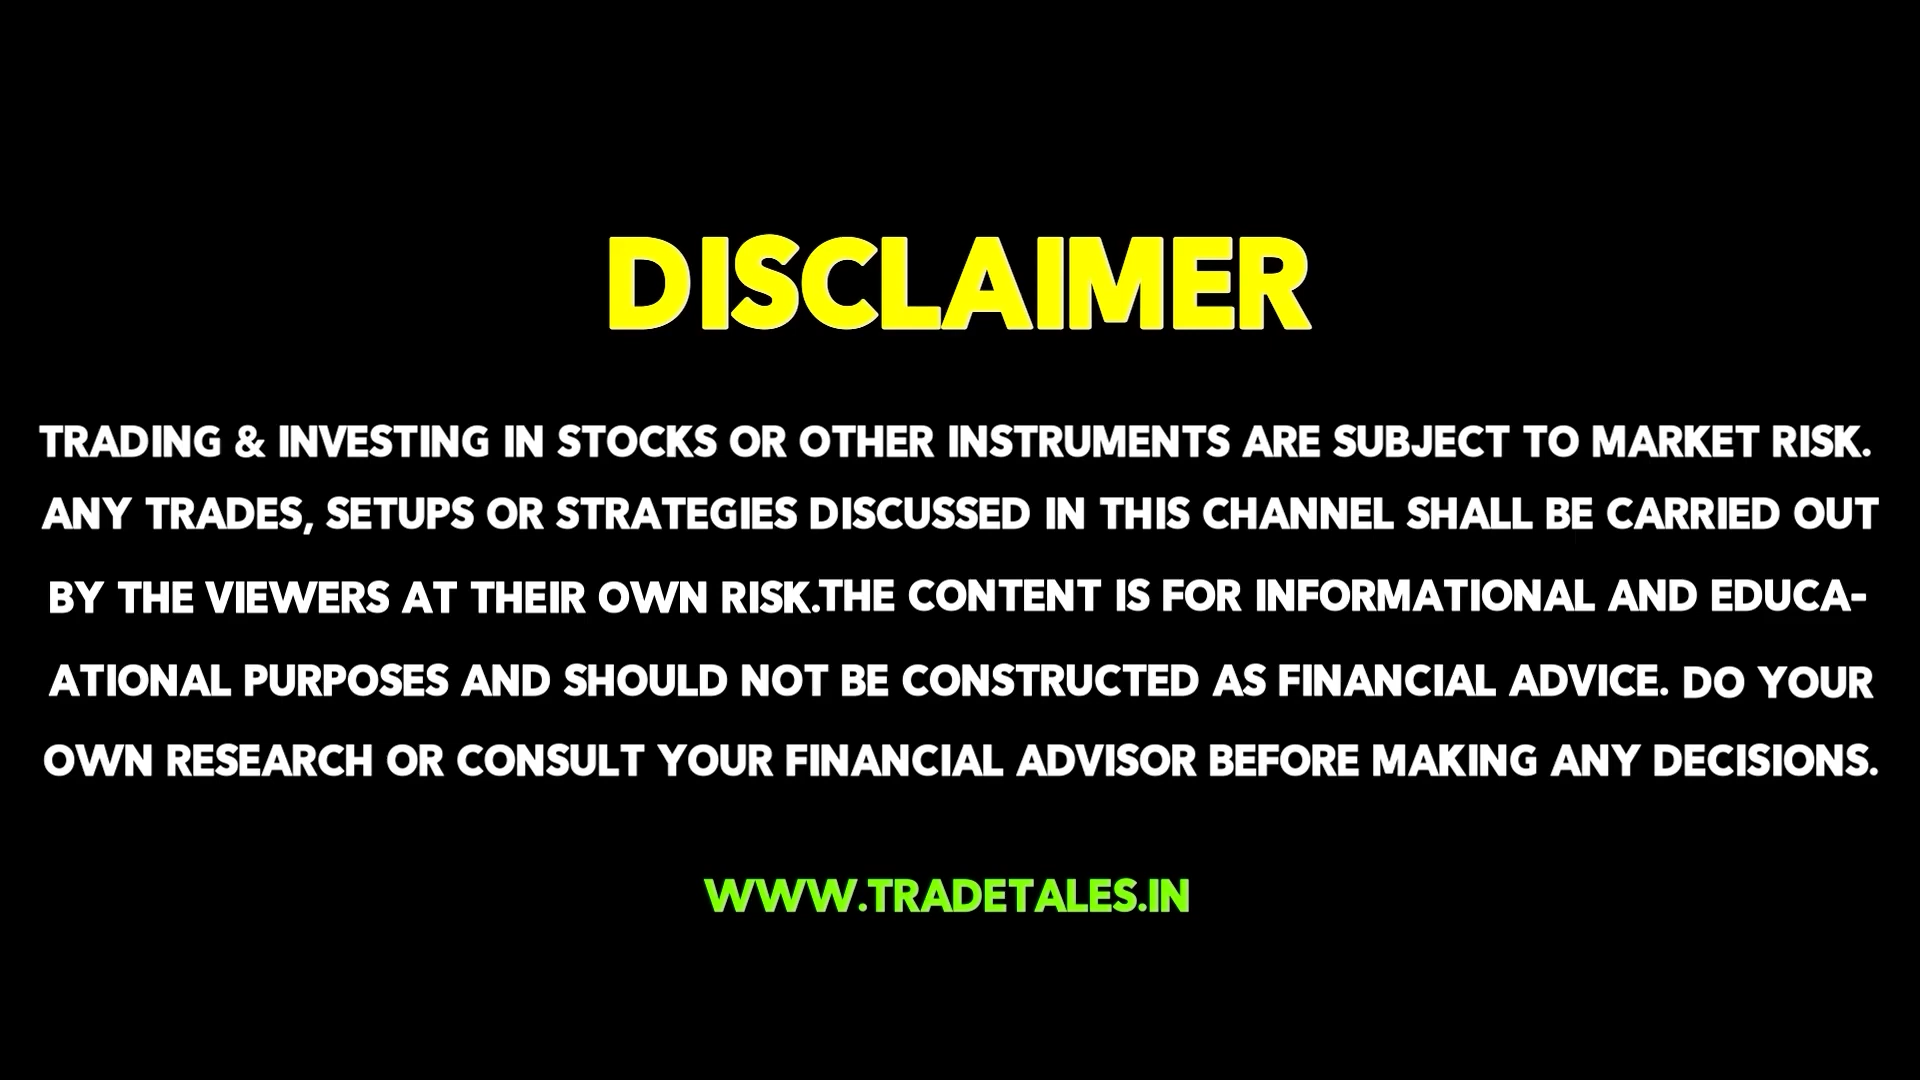 DISCLAIMER
TRADING & INVESTING IN STOCKS OR OTHER INSTRUMENTS ARE SUBJECT TO MARKET RISK.
ANY TRADES, SETUPS OR STRATEGIES DISCUSSED IN THIS CHANNEL SHALL BE CARRIED OUT
BY THE VIEWERS AT THEIR OWN RISK.THE CONTENT IS FOR INFORMATIONAL AND EDUCA-
ATIONAL PURPOSES AND SHOULD NOT BE CONSTRUCTED AS FINANCIAL ADVICE. DO YOUR
OWN RESEARCH OR CONSULT YOUR FINANCIAL ADVISOR BEFORE MAKING ANY DECISIONS.
WWW.TRADETALES.IN